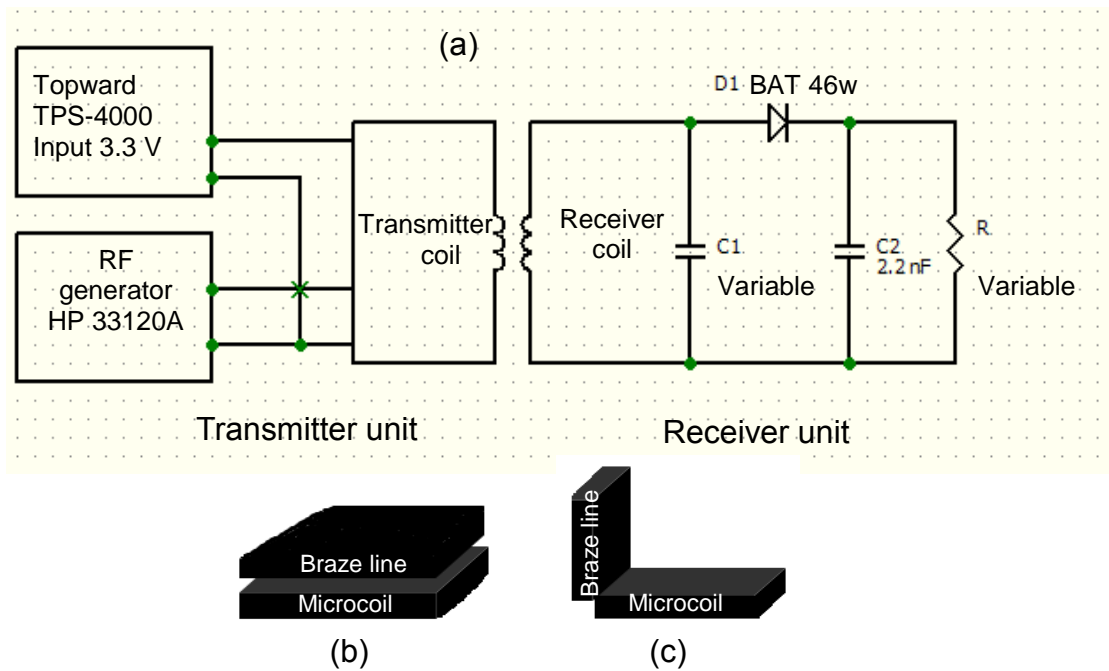 (a)
Topward
TPS-4000
Input 3.3 V
RF
generator
HP 33120A
Transmitter
coil
Receiver
coil
D1 BAT 46w
C1
Variable
C2
2.2 nF
R
Variable
Transmitter unit
Receiver unit
Braze line
Microcoil
(b)
Braze line
Microcoil
(c)